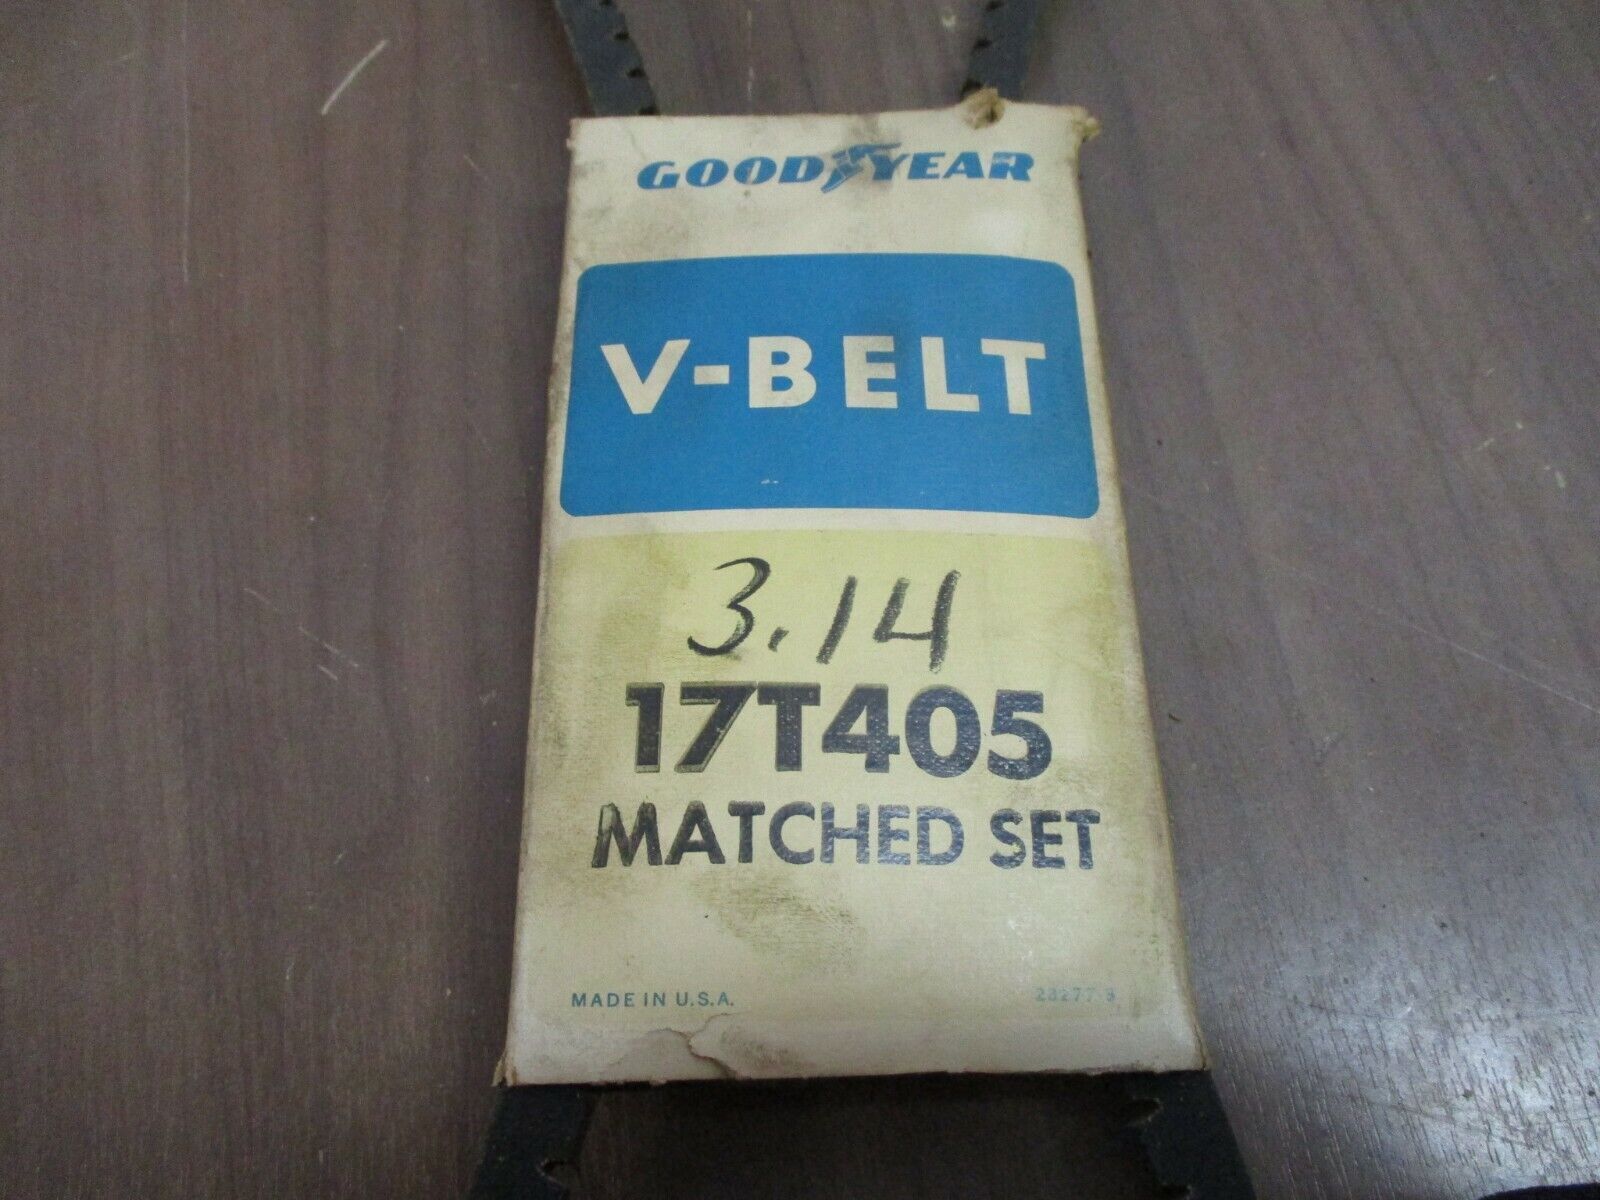 GOODYEAR
V-BELT
3.14
17T405
MATCHED SET
MADE IN U.S.A.